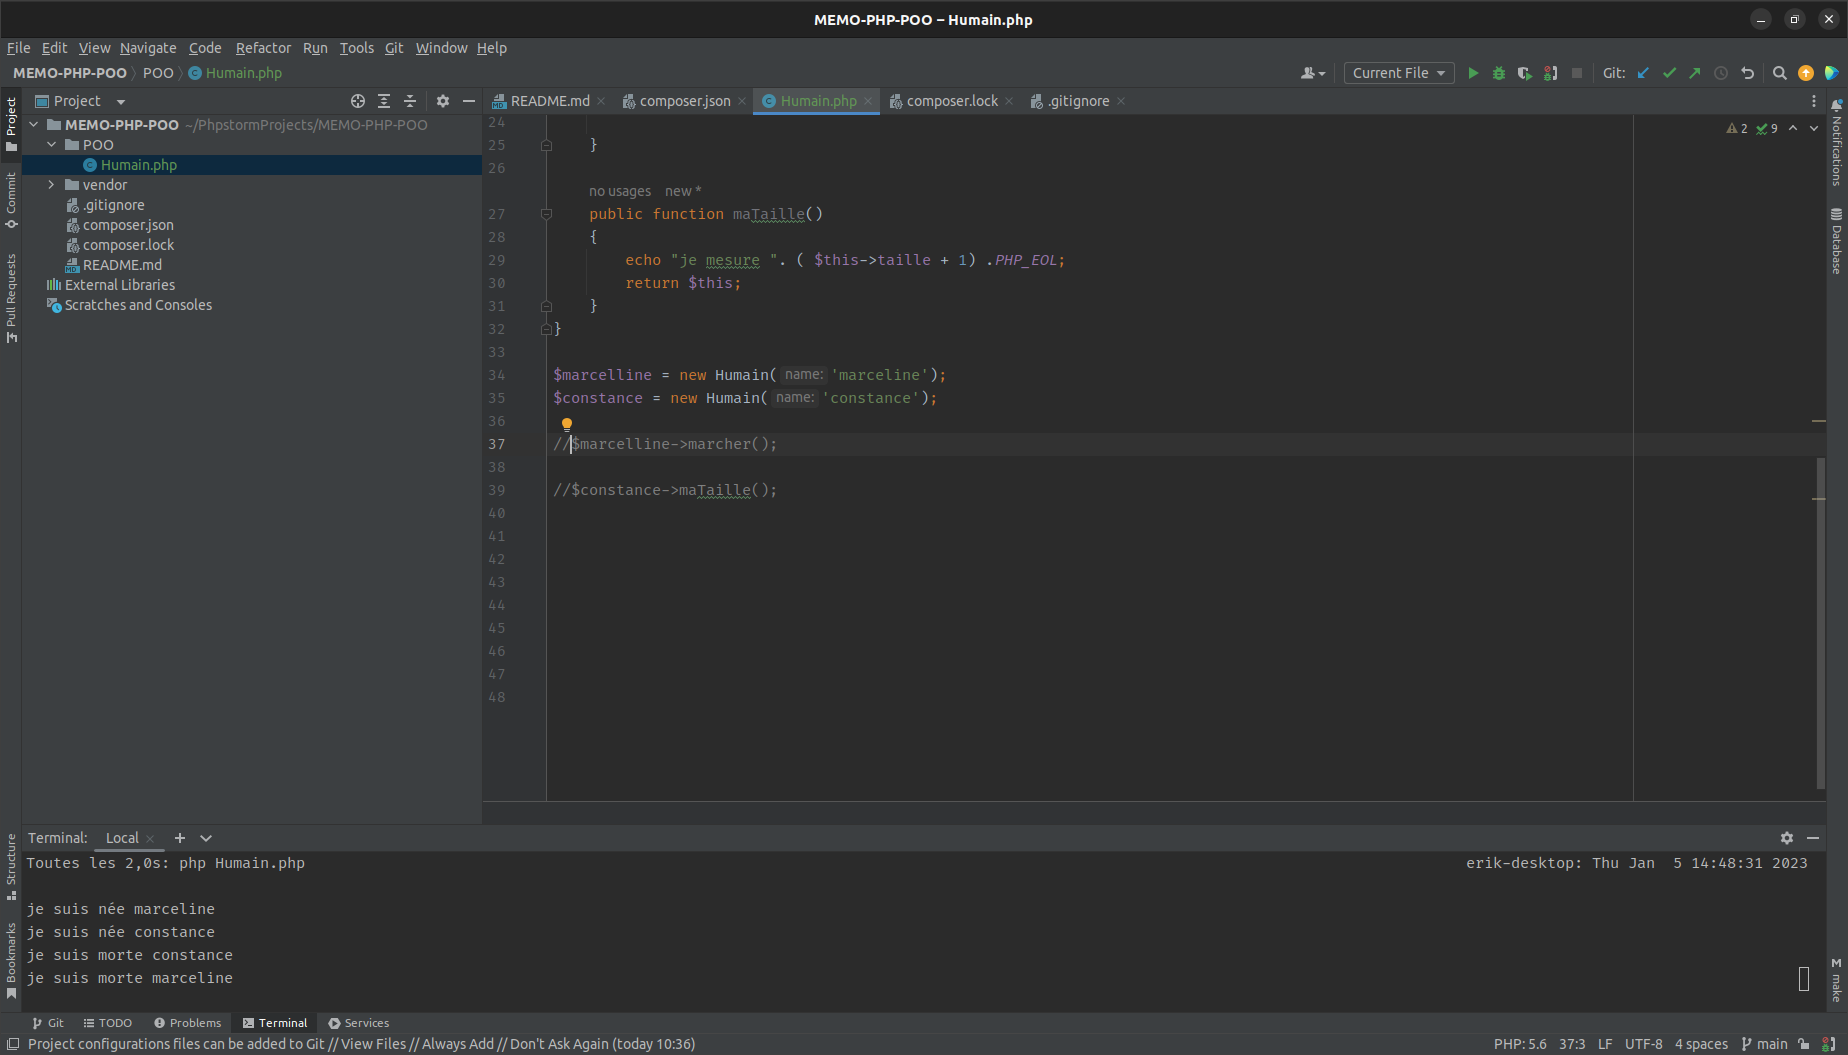 MEMO-PHP-POO – Humain.php
File Edit View Navigate Code Refactor Run Tools Git Window Help
MEMO-PHP-POO POO Humain.php
Current File
Git:
Project
README.md
composer.json
Humain.php
composer.lock
.gitignore
Project
Commit
Pull Requests
Structure
Bookmarks
MEMO-PHP-POO ~/PhpstormProjects/MEMO-PHP-POO
POO
Humain.php
vendor
.gitignore
composer.json
composer.lock
README.md
External Libraries
Scratches and Consoles
2 9
24
25 }
26
no usages new *
27 public function maTaille()
28 {
29 echo "je mesure ". ( $this->taille + 1) .PHP_EOL;
30 return $this;
31 }
32 }
33
34 $marcelline = new Humain( name: 'marceline');
35 $constance = new Humain( name: 'constance');
36
37 //$marcelline->marcher();
38
39 //$constance->maTaille();
40
41
42
43
44
45
46
47
48
Notifications
Database
make
Terminal: Local
Toutes les 2,0s: php Humain.php erik-desktop: Thu Jan  5 14:48:31 2023
je suis née marceline
je suis née constance
je suis morte constance
je suis morte marceline
Git TODO Problems Terminal Services
Project configurations files can be added to Git // View Files // Always Add // Don't Ask Again (today 10:36)
PHP: 5.6 37:3 LF UTF-8 4 spaces main